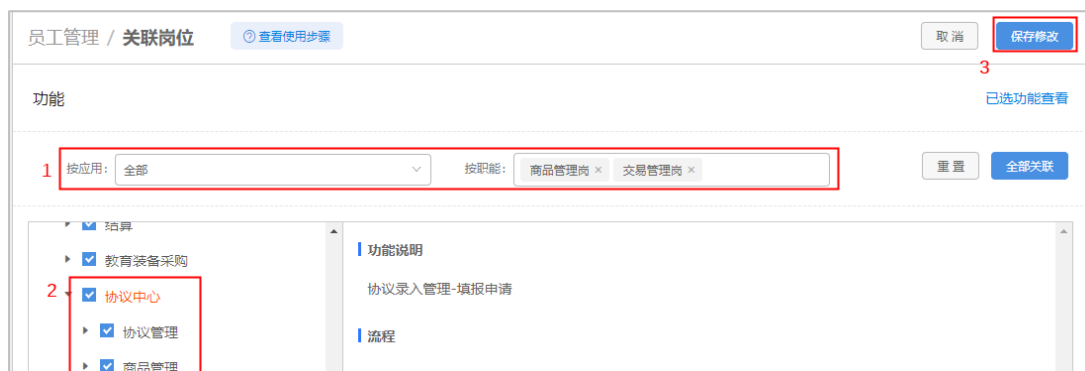 员工管理 / 关联岗位 ? 查看使用步骤 取消 保存修改
3
功能 已选功能查看
1 按应用: 全部 按职能: 商品管理岗 × 交易管理岗 × 重置 全部关联
结算
功能说明
教育装备采购
协议录入管理-填报申请
2 协议中心
协议管理
流程
商品管理